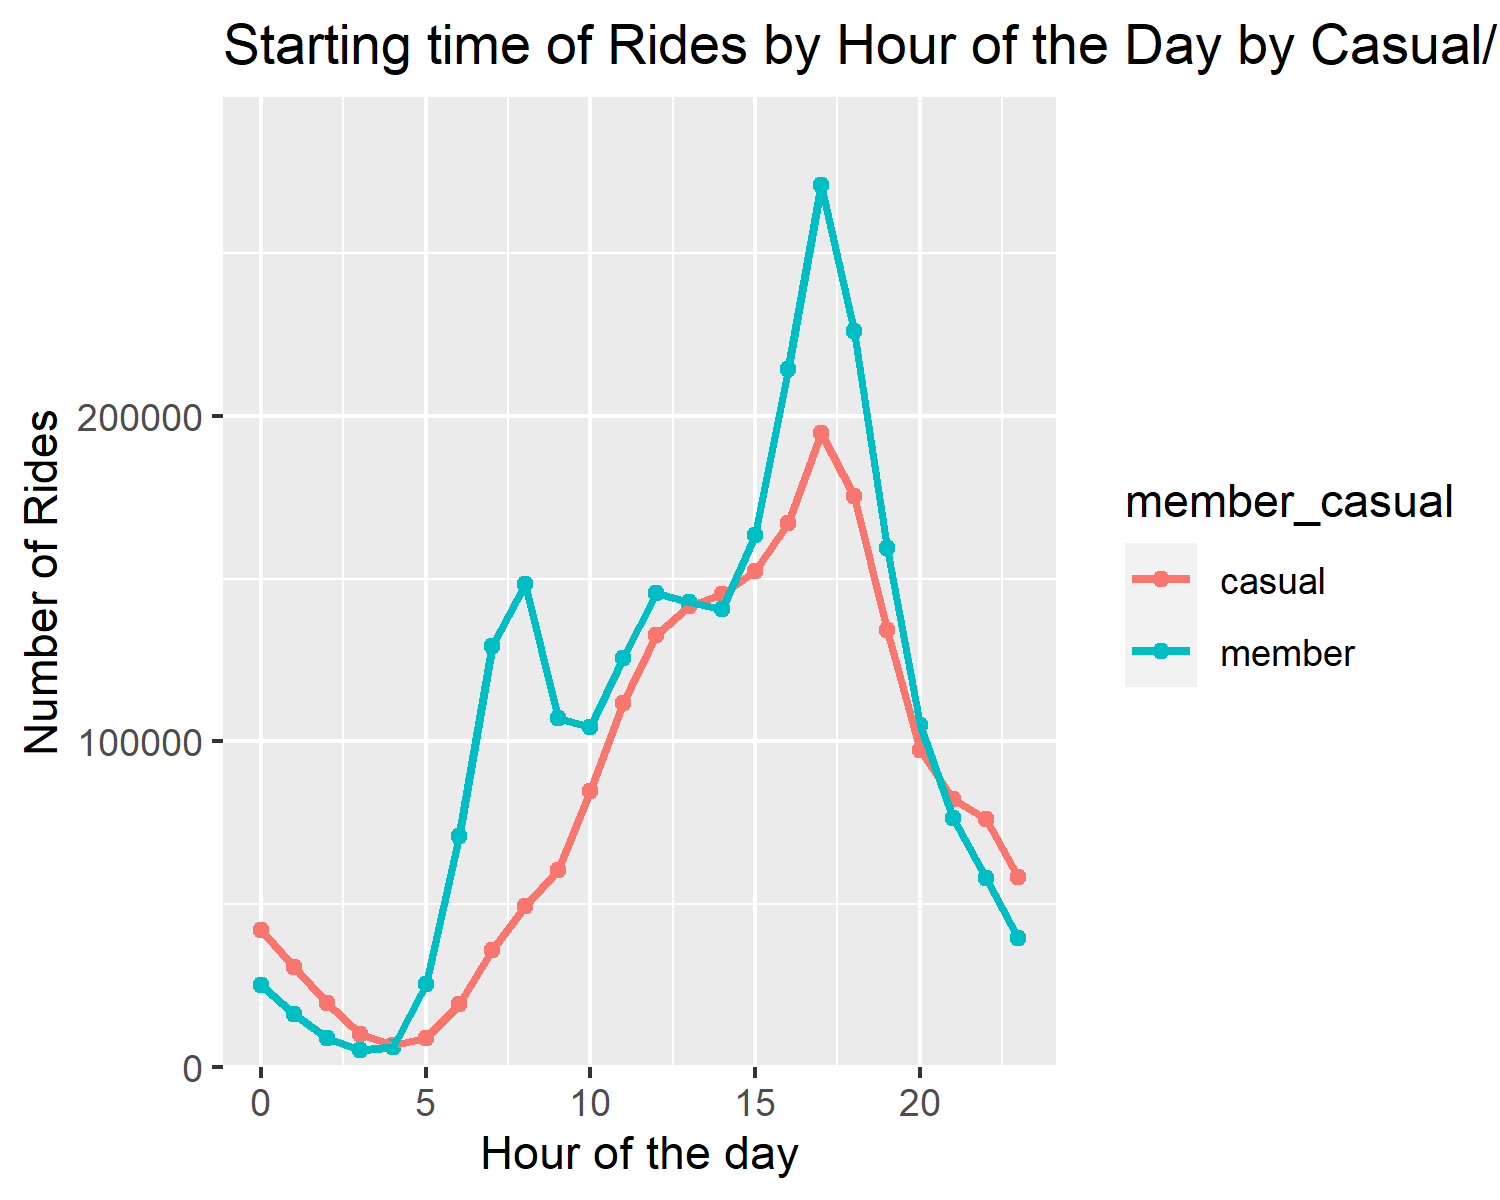 Starting time of Rides by Hour of the Day by Casual/
Number of Rides
200000
100000
0
0 5 10 15 20
Hour of the day
member_casual
casual
member